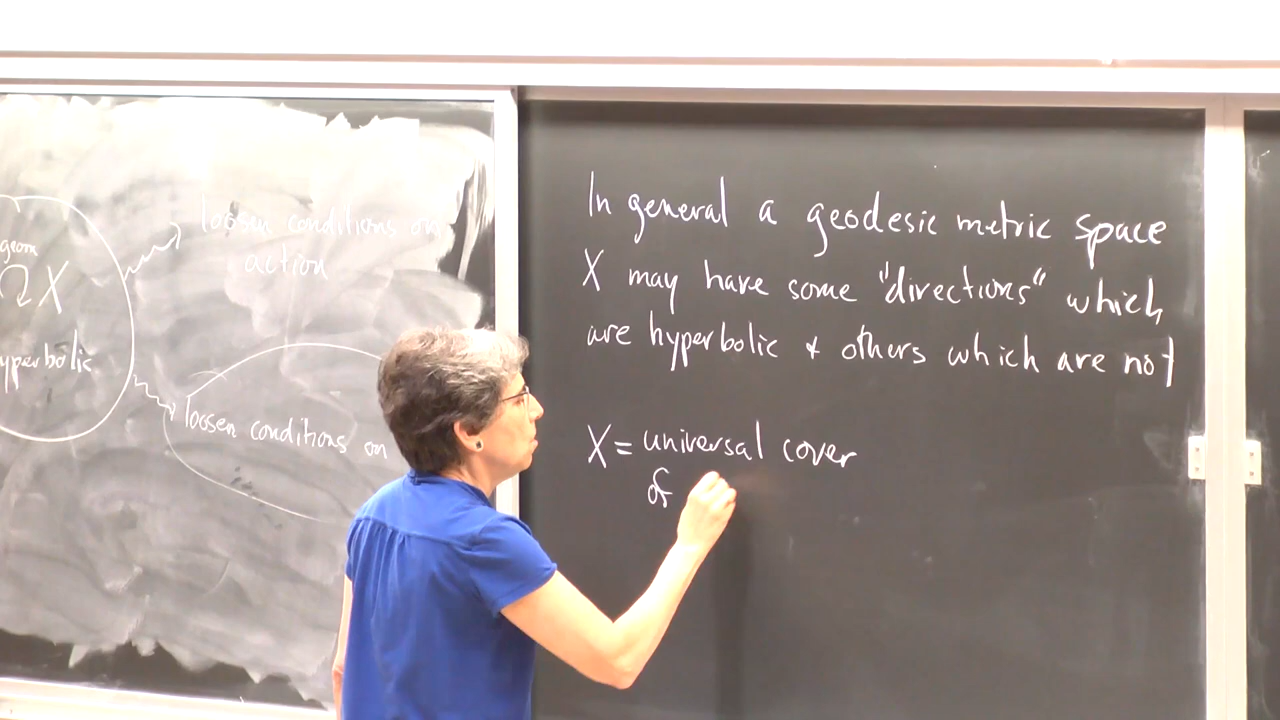 geom
X
hyperbolic
loosen conditions on
action
loosen conditions on
In general a geodesic metric space
X may have some "directions" which
are hyperbolic & others which are not
X = universal cover
of